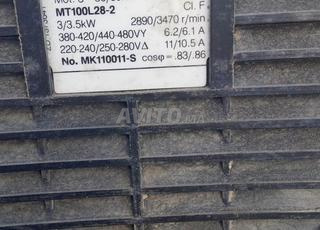 Cl. F
MT100L28-2
3/3.5kW 2890/3470 r/min
380-420/440-480VY 6.2/6.1 A
220-240/250-280VΔ 11/10.5 A
No. MK110011-S cosφ= .83/.86